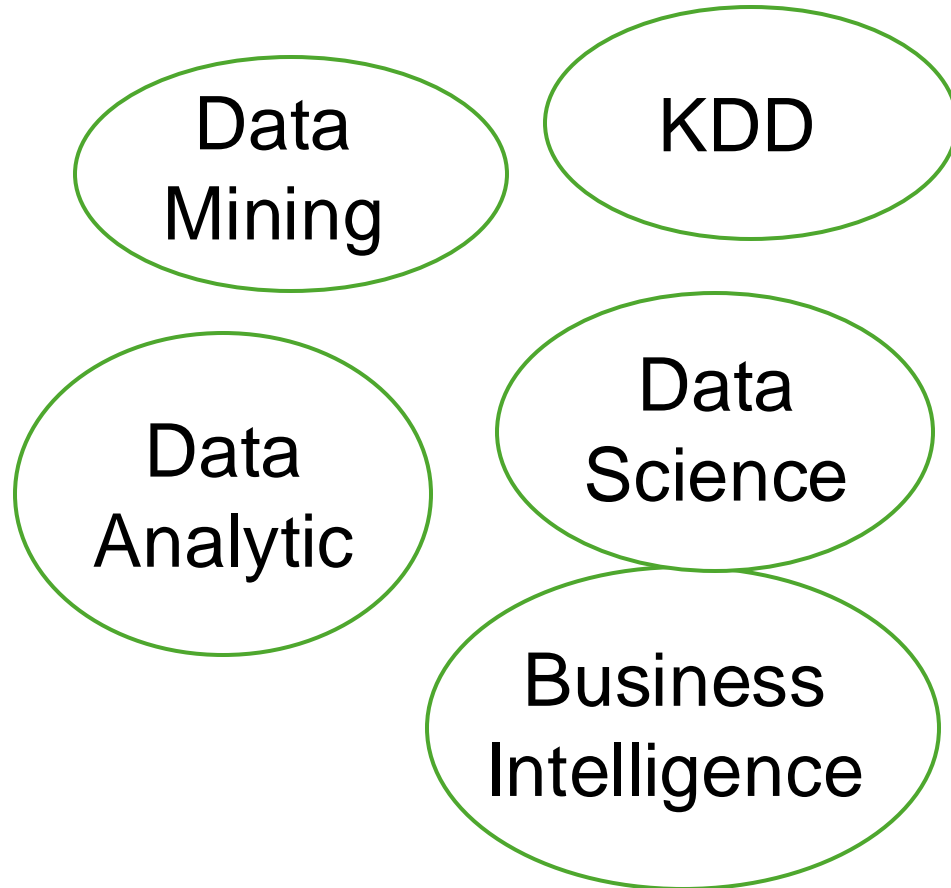 Data
Mining
KDD
Data
Analytic
Data
Science
Business
Intelligence